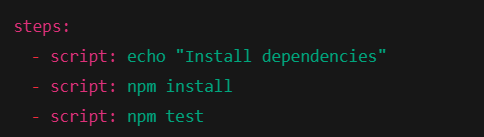 steps:
  - script: echo "Install dependencies"
  - script: npm install
  - script: npm test